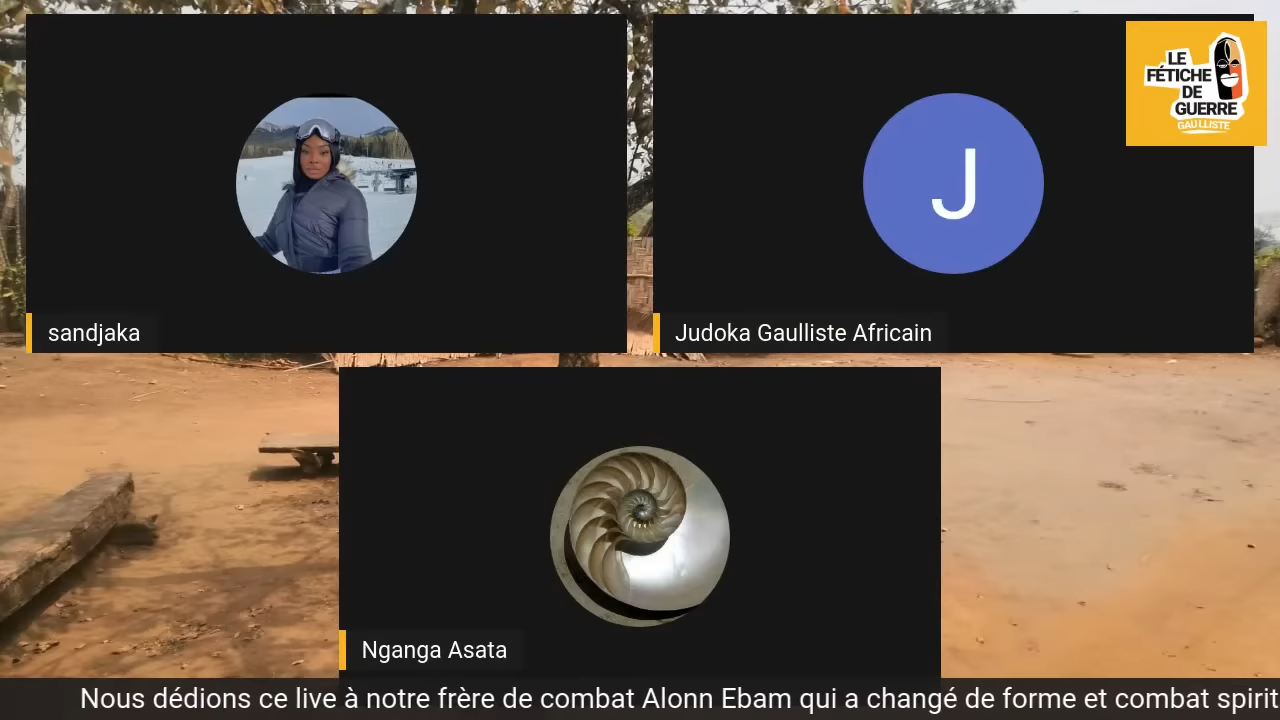 LE
FÉTICHE
DE
GUERRE
GAULLISTE
J
sandjaka
Judoka Gaulliste Africain
Nganga Asata
Nous dédions ce live à notre frère de combat Alonn Ebam qui a changé de forme et combat spirit